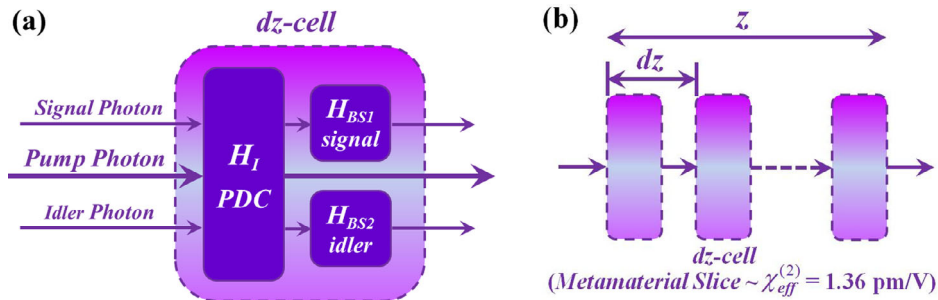 (a)
dz-cell
Signal Photon
Pump Photon
Idler Photon
H_I
PDC
H_BS1
signal
H_BS2
idler
(b)
z
dz
dz-cell
(Metamaterial Slice ~ χ_eff^(2) = 1.36 pm/V)